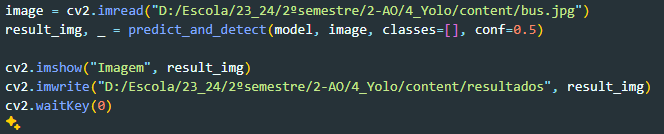 image = cv2.imread("D:/Escola/23_24/2ºsemestre/2-AO/4_Yolo/content/bus.jpg")
result_img, _ = predict_and_detect(model, image, classes=[], conf=0.5)
cv2.imshow("Imagem", result_img)
cv2.imwrite("D:/Escola/23_24/2ºsemestre/2-AO/4_Yolo/content/resultados", result_img)
cv2.waitKey(0)